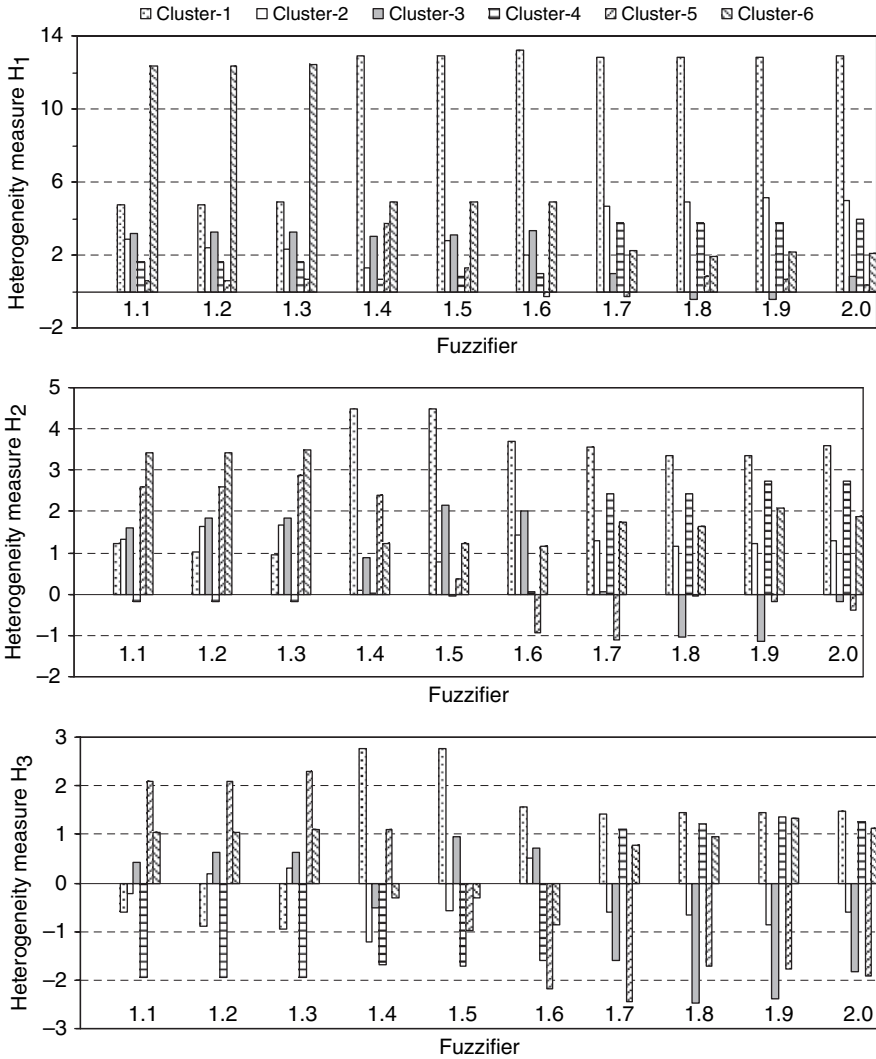 Cluster-1 Cluster-2 Cluster-3 Cluster-4 Cluster-5 Cluster-6
Heterogeneity measure H1
14
10
6
2
−2
1.1 1.2 1.3 1.4 1.5 1.6 1.7 1.8 1.9 2.0
Fuzzifier
Heterogeneity measure H2
5
4
3
2
1
0
−1
−2
1.1 1.2 1.3 1.4 1.5 1.6 1.7 1.8 1.9 2.0
Fuzzifier
Heterogeneity measure H3
3
2
1
0
−1
−2
−3
1.1 1.2 1.3 1.4 1.5 1.6 1.7 1.8 1.9 2.0
Fuzzifier